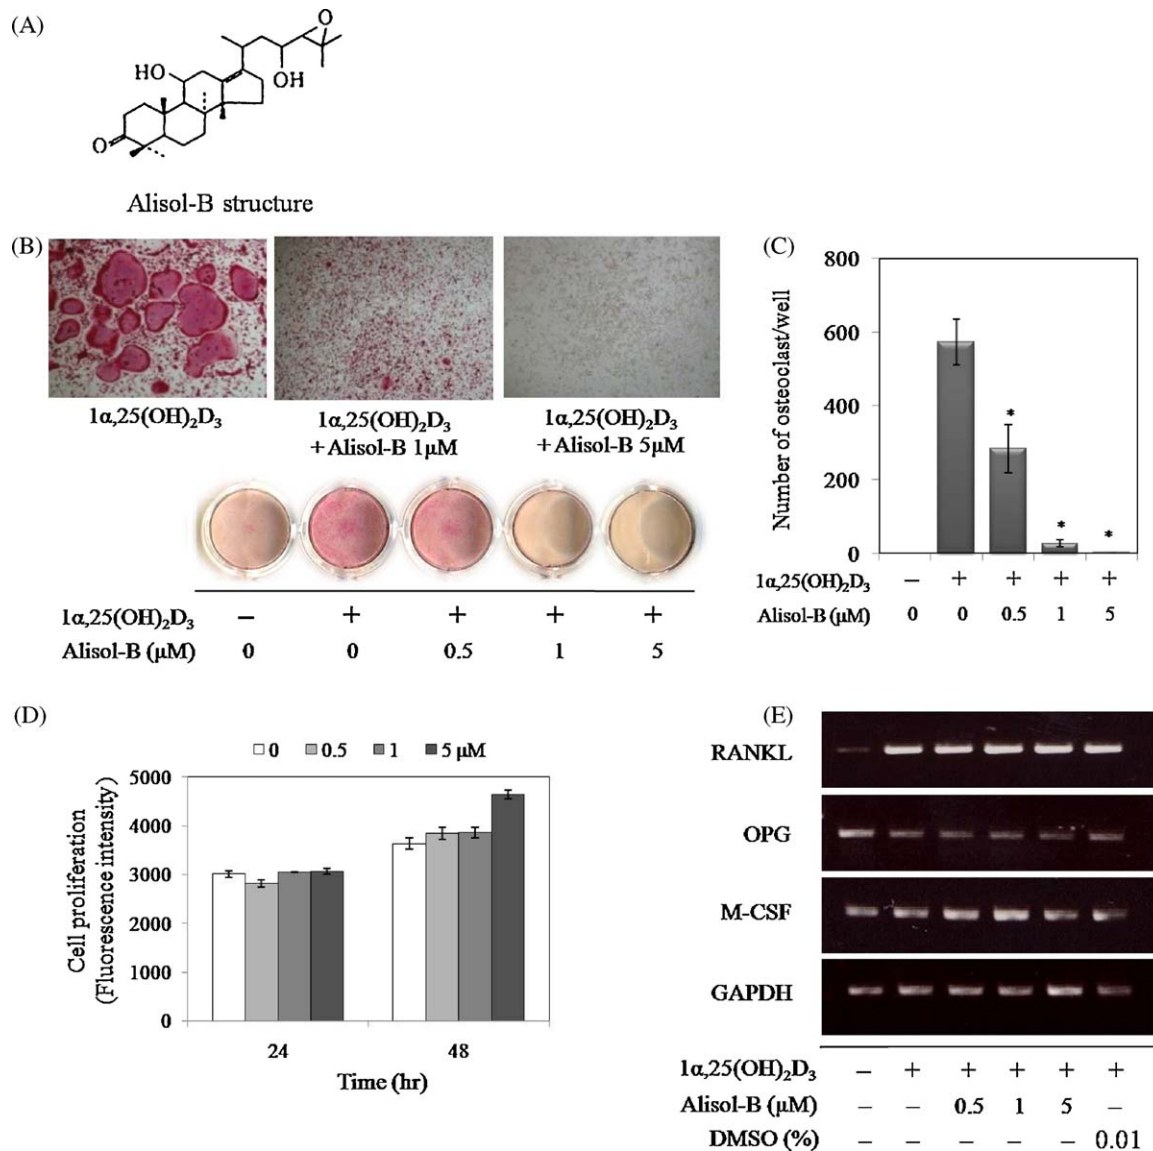 (A)
O
HO
OH
O
Alisol-B structure
(B)
1α,25(OH)₂D₃
1α,25(OH)₂D₃
+Alisol-B 1μM
1α,25(OH)₂D₃
+Alisol-B 5μM
1α,25(OH)₂D₃ – + + + +
Alisol-B (μM) 0 0 0.5 1 5
(C)
Number of osteoclast/well
800
600
400
200
0
* * *
1α,25(OH)₂D₃ – + + + +
Alisol-B (μM) 0 0 0.5 1 5
(D)
0 0.5 1 5 μM
Cell proliferation
(Fluorescence intensity)
5000
4000
3000
2000
1000
0
24 48
Time (hr)
(E)
RANKL
OPG
M-CSF
GAPDH
1α,25(OH)₂D₃ – + + + + +
Alisol-B (μM) – – 0.5 1 5 –
DMSO (%) – – – – – 0.01